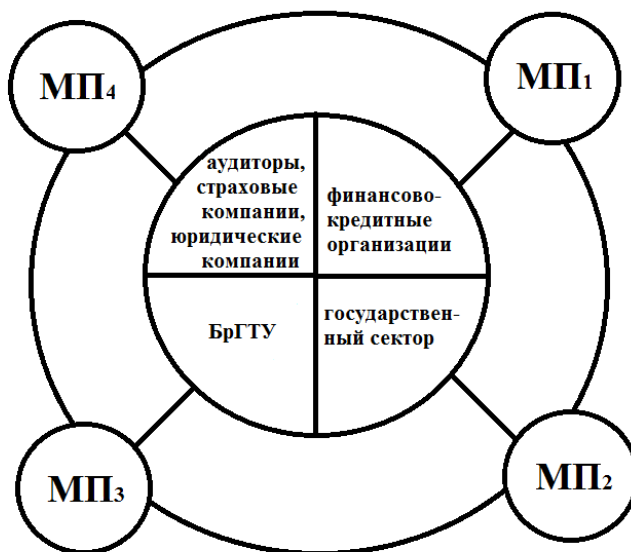 МП₄
МП₁
аудиторы,
страховые
компании,
юридические
компании
финансово-
кредитные
организации
БрГТУ
государствен-
ный сектор
МП₃
МП₂